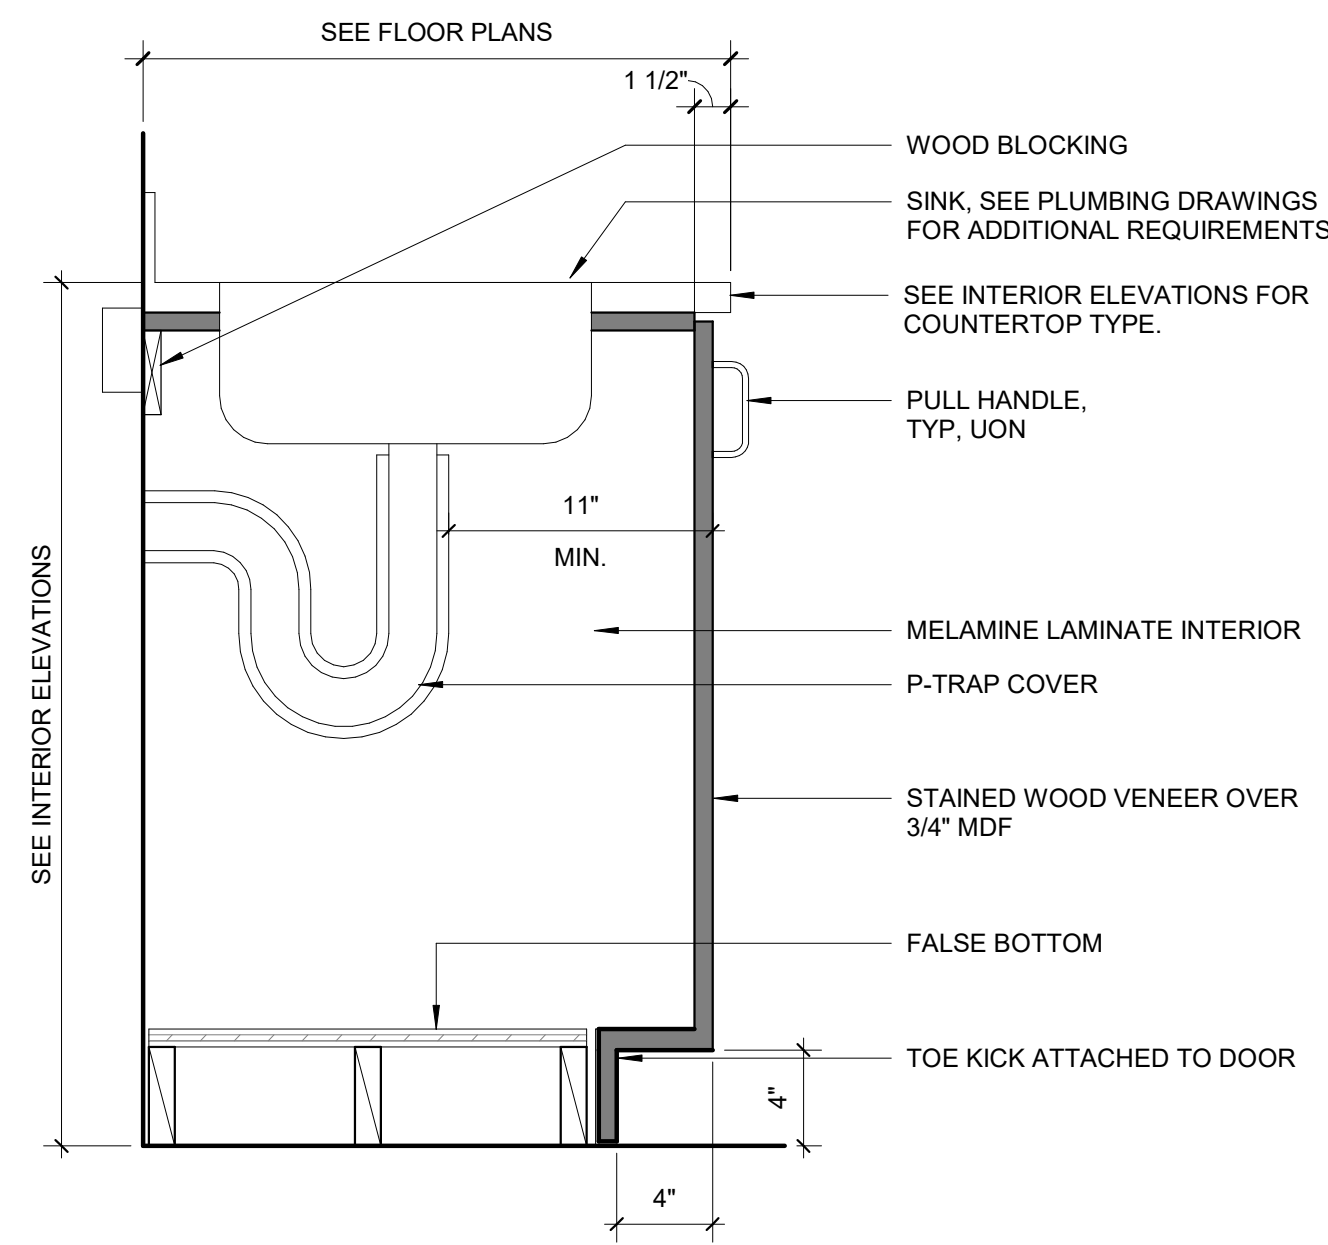 SEE FLOOR PLANS
1 1/2"
WOOD BLOCKING
SINK, SEE PLUMBING DRAWINGS
FOR ADDITIONAL REQUIREMENTS
SEE INTERIOR ELEVATIONS FOR
COUNTERTOP TYPE.
PULL HANDLE,
TYP, UON
11"
MIN.
SEE INTERIOR ELEVATIONS
MELAMINE LAMINATE INTERIOR
P-TRAP COVER
STAINED WOOD VENEER OVER
3/4" MDF
FALSE BOTTOM
TOE KICK ATTACHED TO DOOR
4"
4"